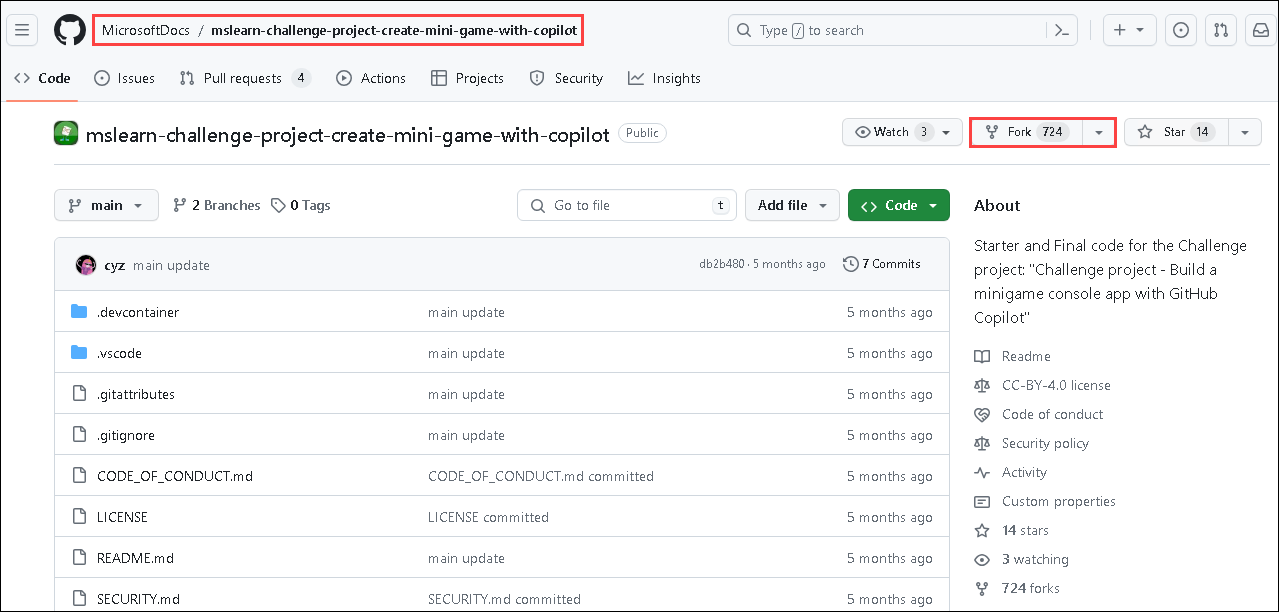 MicrosoftDocs / mslearn-challenge-project-create-mini-game-with-copilot
Type / to search
Code Issues Pull requests 4 Actions Projects Security Insights
mslearn-challenge-project-create-mini-game-with-copilot Public
Watch 3 Fork 724 Star 14
main 2 Branches 0 Tags Go to file t Add file Code
cyz main update db2b480 · 5 months ago 7 Commits
.devcontainer main update 5 months ago
.vscode main update 5 months ago
.gitattributes main update 5 months ago
.gitignore main update 5 months ago
CODE_OF_CONDUCT.md CODE_OF_CONDUCT.md committed 5 months ago
LICENSE LICENSE committed 5 months ago
README.md main update 5 months ago
SECURITY.md SECURITY.md committed 5 months ago
About
Starter and Final code for the Challenge
project: "Challenge project - Build a
minigame console app with GitHub
Copilot"
Readme
CC-BY-4.0 license
Code of conduct
Security policy
Activity
Custom properties
14 stars
3 watching
724 forks